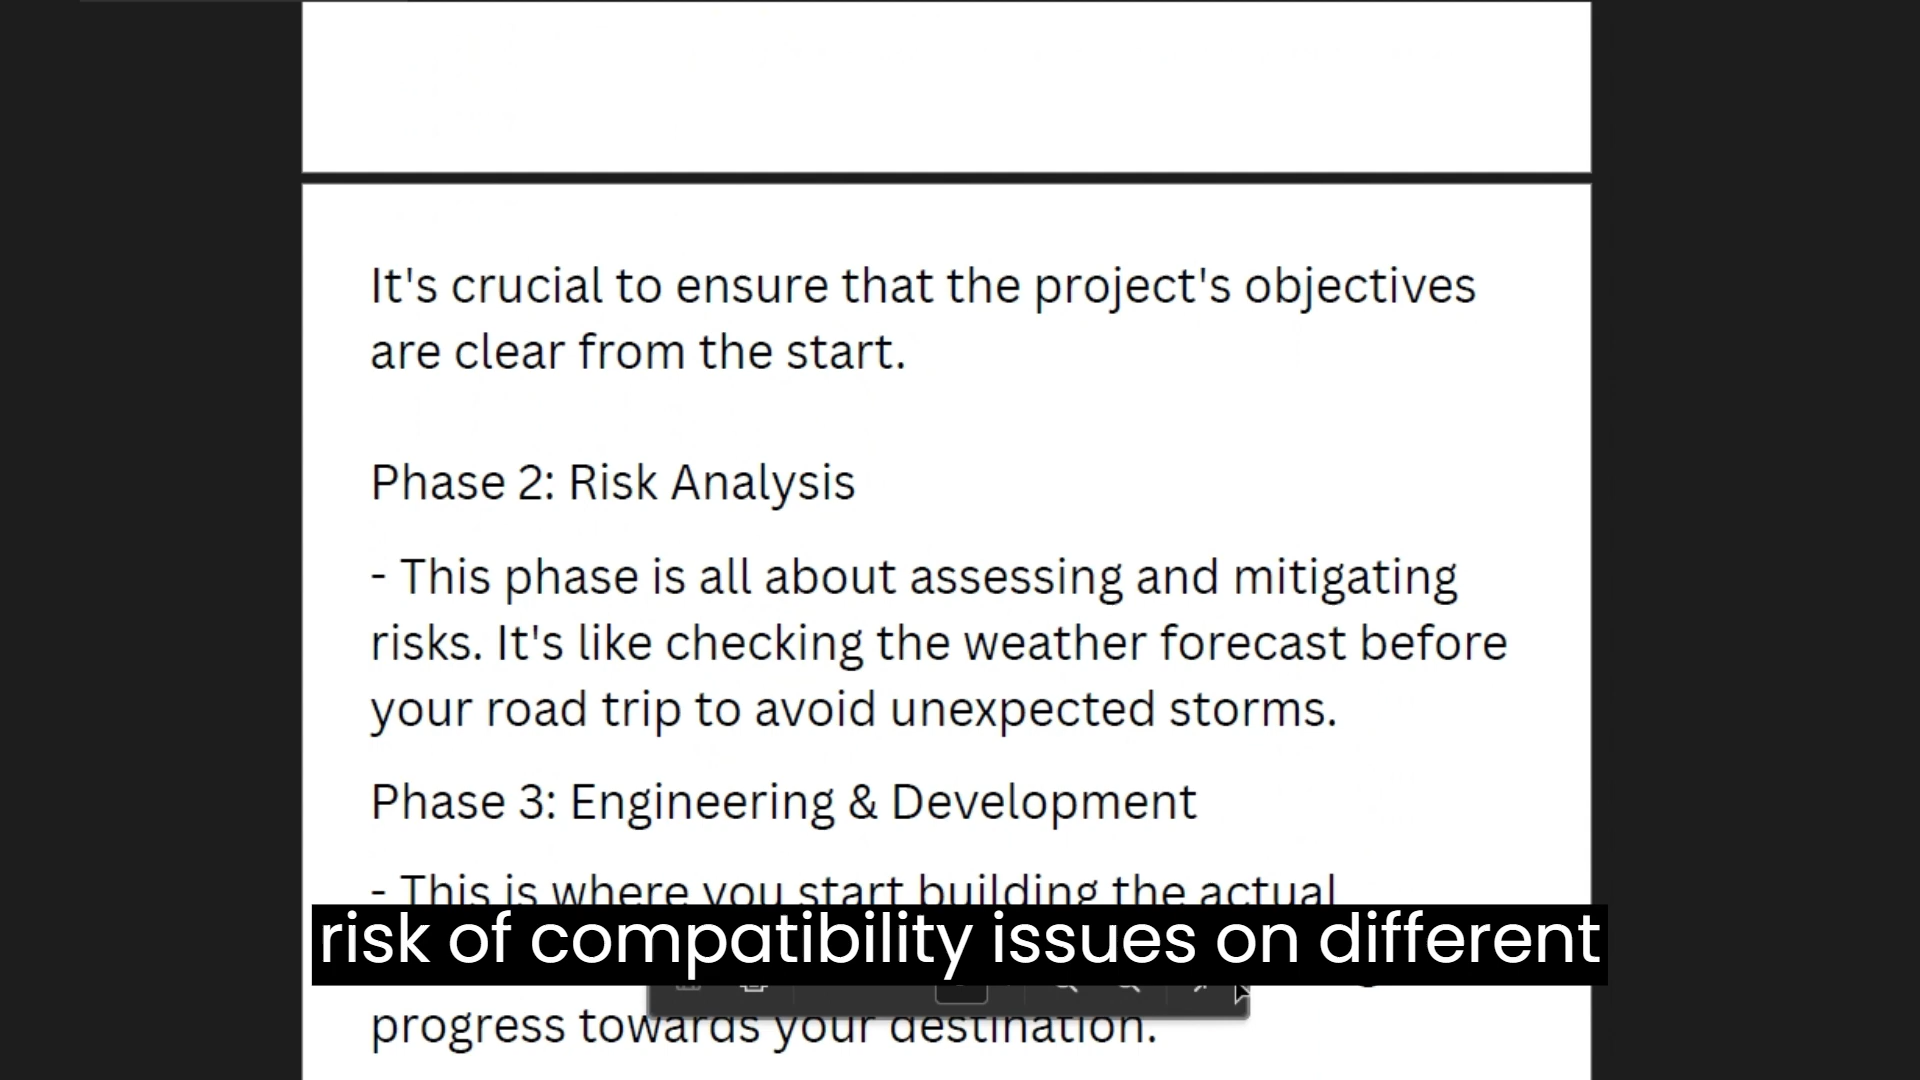 It's crucial to ensure that the project's objectives
are clear from the start.
Phase 2: Risk Analysis
- This phase is all about assessing and mitigating
risks. It's like checking the weather forecast before
your road trip to avoid unexpected storms.
Phase 3: Engineering & Development
- This is where you start building the actual
risk of compatibility issues on different
progress towards your destination.